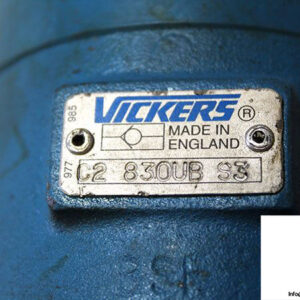 VICKERS ®
MADE IN
ENGLAND
C2 830UB S3
985
977